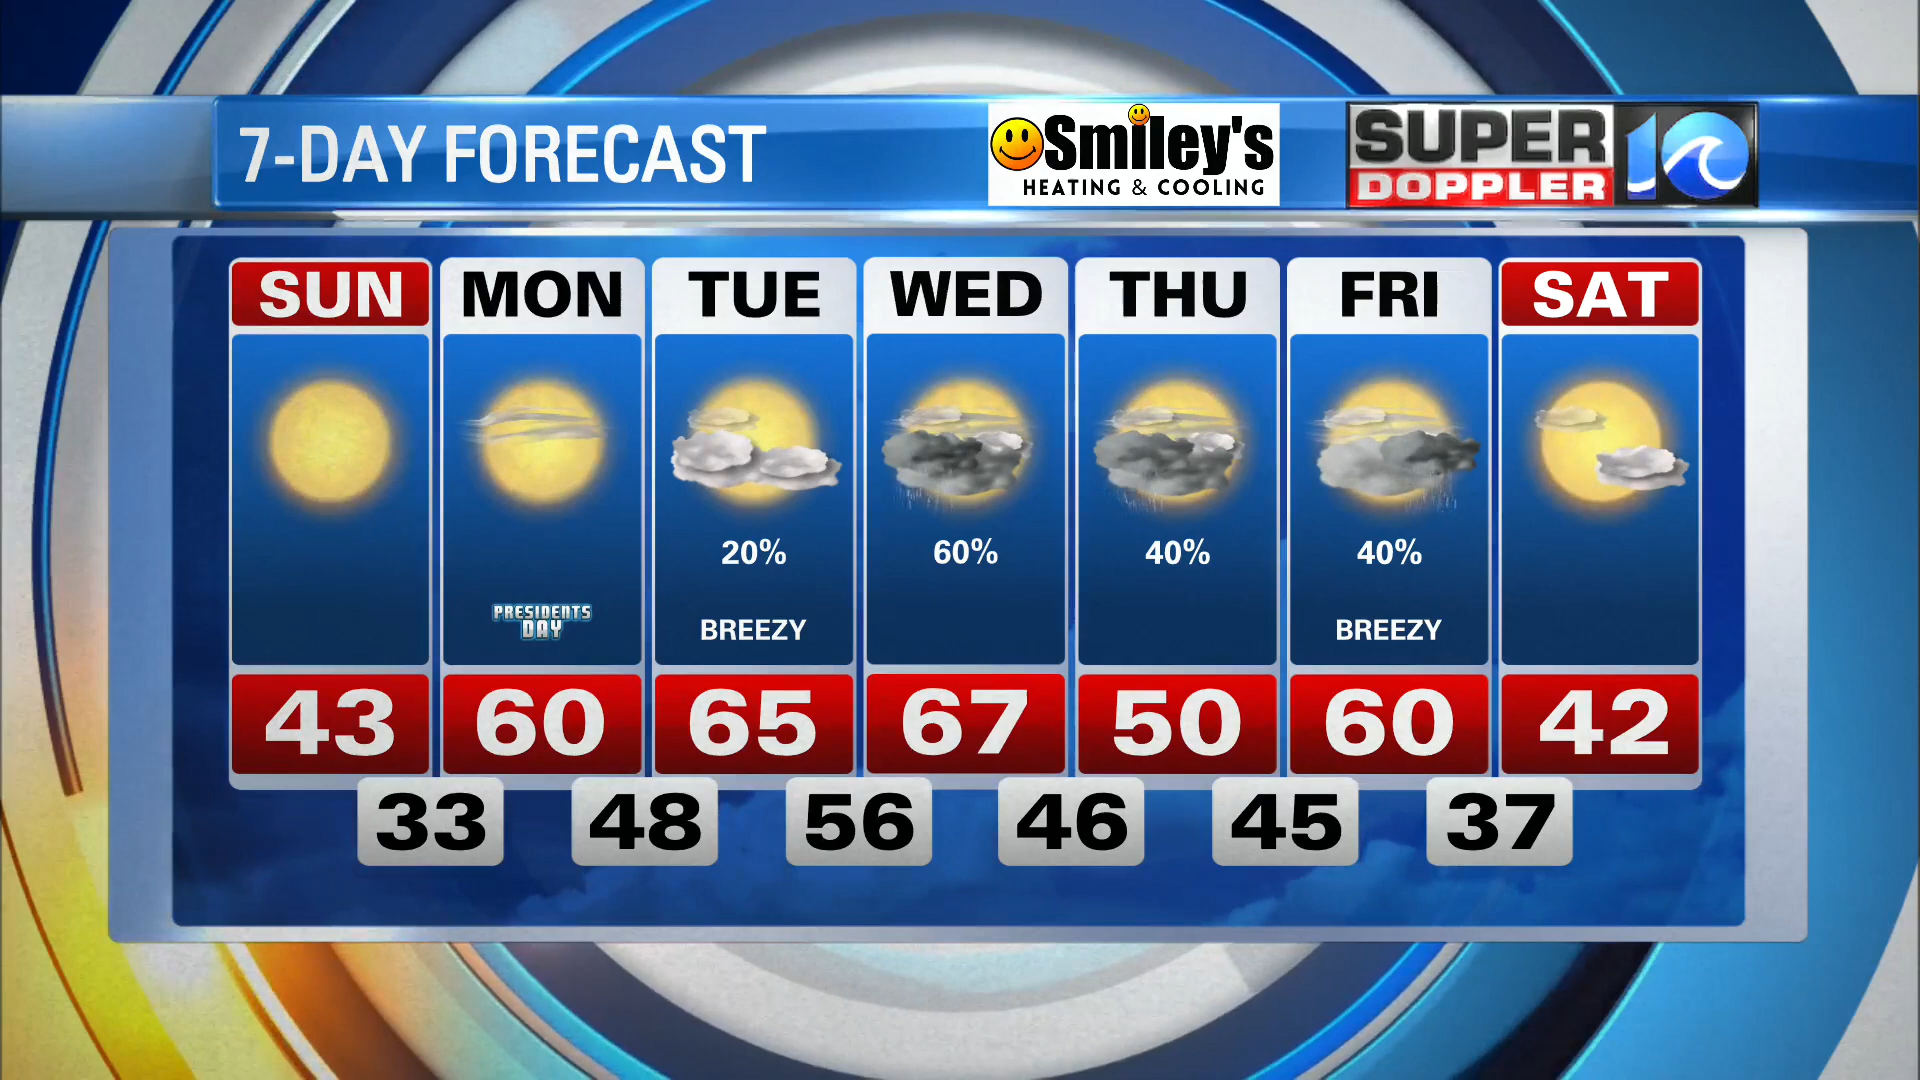 7-DAY FORECAST
Smiley's
HEATING & COOLING
SUPER
DOPPLER
10
SUN MON TUE WED THU FRI SAT
20% 60% 40% 40%
PRESIDENTS
DAY
BREEZY BREEZY
43 60 65 67 50 60 42
33 48 56 46 45 37